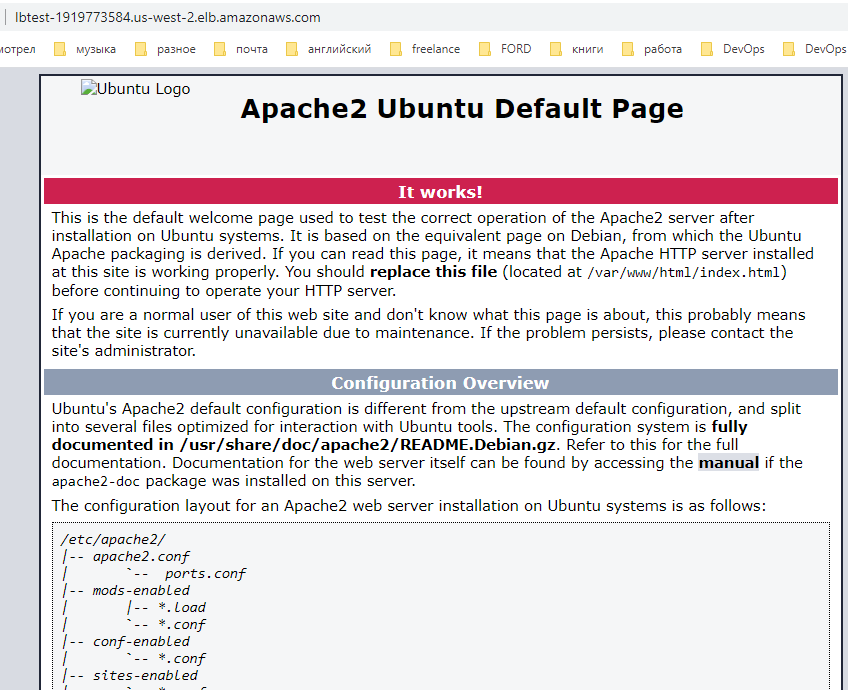 lbtest-1919773584.us-west-2.elb.amazonaws.com
мотрел музыка разное почта английский freelance FORD книги работа DevOps DevOps
Ubuntu Logo
Apache2 Ubuntu Default Page
It works!
This is the default welcome page used to test the correct operation of the Apache2 server after
installation on Ubuntu systems. It is based on the equivalent page on Debian, from which the Ubuntu
Apache packaging is derived. If you can read this page, it means that the Apache HTTP server installed
at this site is working properly. You should replace this file (located at /var/www/html/index.html)
before continuing to operate your HTTP server.
If you are a normal user of this web site and don't know what this page is about, this probably means
that the site is currently unavailable due to maintenance. If the problem persists, please contact the
site's administrator.
Configuration Overview
Ubuntu's Apache2 default configuration is different from the upstream default configuration, and split
into several files optimized for interaction with Ubuntu tools. The configuration system is fully
documented in /usr/share/doc/apache2/README.Debian.gz. Refer to this for the full
documentation. Documentation for the web server itself can be found by accessing the manual if the
apache2-doc package was installed on this server.
The configuration layout for an Apache2 web server installation on Ubuntu systems is as follows:
/etc/apache2/
|-- apache2.conf
|       `--  ports.conf
|-- mods-enabled
|       |-- *.load
|       `-- *.conf
|-- conf-enabled
|       `-- *.conf
|-- sites-enabled